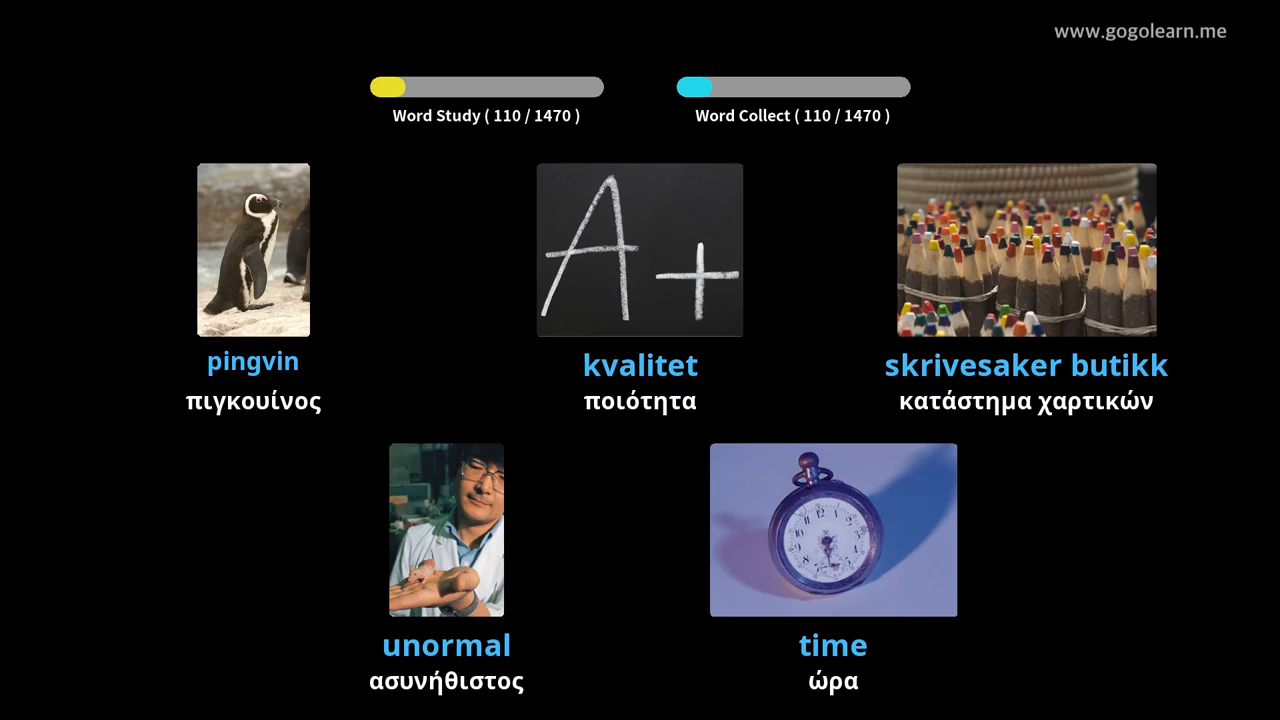 www.gogolearn.me
Word Study ( 110 / 1470 )
Word Collect ( 110 / 1470 )
A+
pingvin
πιγκουίνος
kvalitet
ποιότητα
skrivesaker butikk
κατάστημα χαρτικών
unormal
ασυνήθιστος
time
ώρα